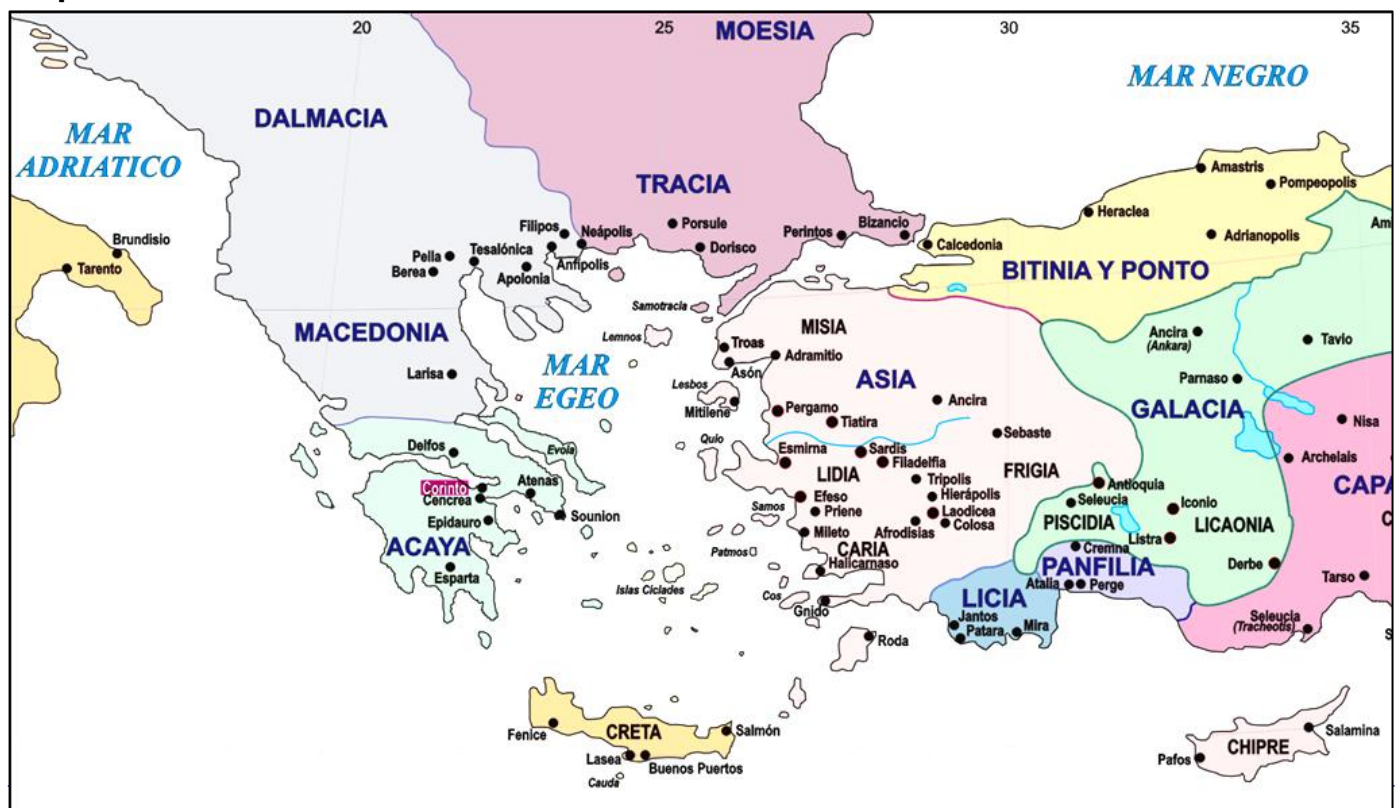 20
25
30
35
MOESIA
MAR NEGRO
DALMACIA
MAR
ADRIATICO
TRACIA
Amastris
Pompeopolis
Heraclea
Am
Porsule
Filipos
Neápolis
Perintos
Bizancio
Adrianopolis
Brundisio
Tarento
Pella
Tesalónica
Anfipolis
Dorisco
Calcedonia
Berea
Apolonia
BITINIA Y PONTO
Samotracia
Lemnos
MACEDONIA
MISIA
Ancira
(Ankara)
Tavio
Troas
Adramitio
Asón
MAR
EGEO
Larisa
ASIA
Parnaso
Lesbos
Mitilene
Pergamo
Tiatira
Ancira
GALACIA
Nisa
Sebaste
Delfos
Evoia
Quio
Esmirna
Sardis
Filadelfia
LIDIA
Tripolis
FRIGIA
Archelais
Corinto
Cencrea
Atenas
Antioquia
CAPA
Efeso
Hierápolis
Seleucia
Iconio
Priene
Laodicea
Epidauro
Sounion
Samos
Afrodisias
Colosa
PISCIDIA
LICAONIA
C
Mileto
Listra
ACAYA
Patmos
CARIA
Cremna
Halicarnaso
PANFILIA
Derbe
Esparta
Islas Ciclades
Cos
Gnido
Atalia
Perge
Tarso
LICIA
Jantos
Patara
Mira
Seleucia
(Tracheotis)
S
Roda
Fenice
CRETA
Salmón
Salamina
Lasea
Buenos Puertos
Cauda
Pafos
CHIPRE